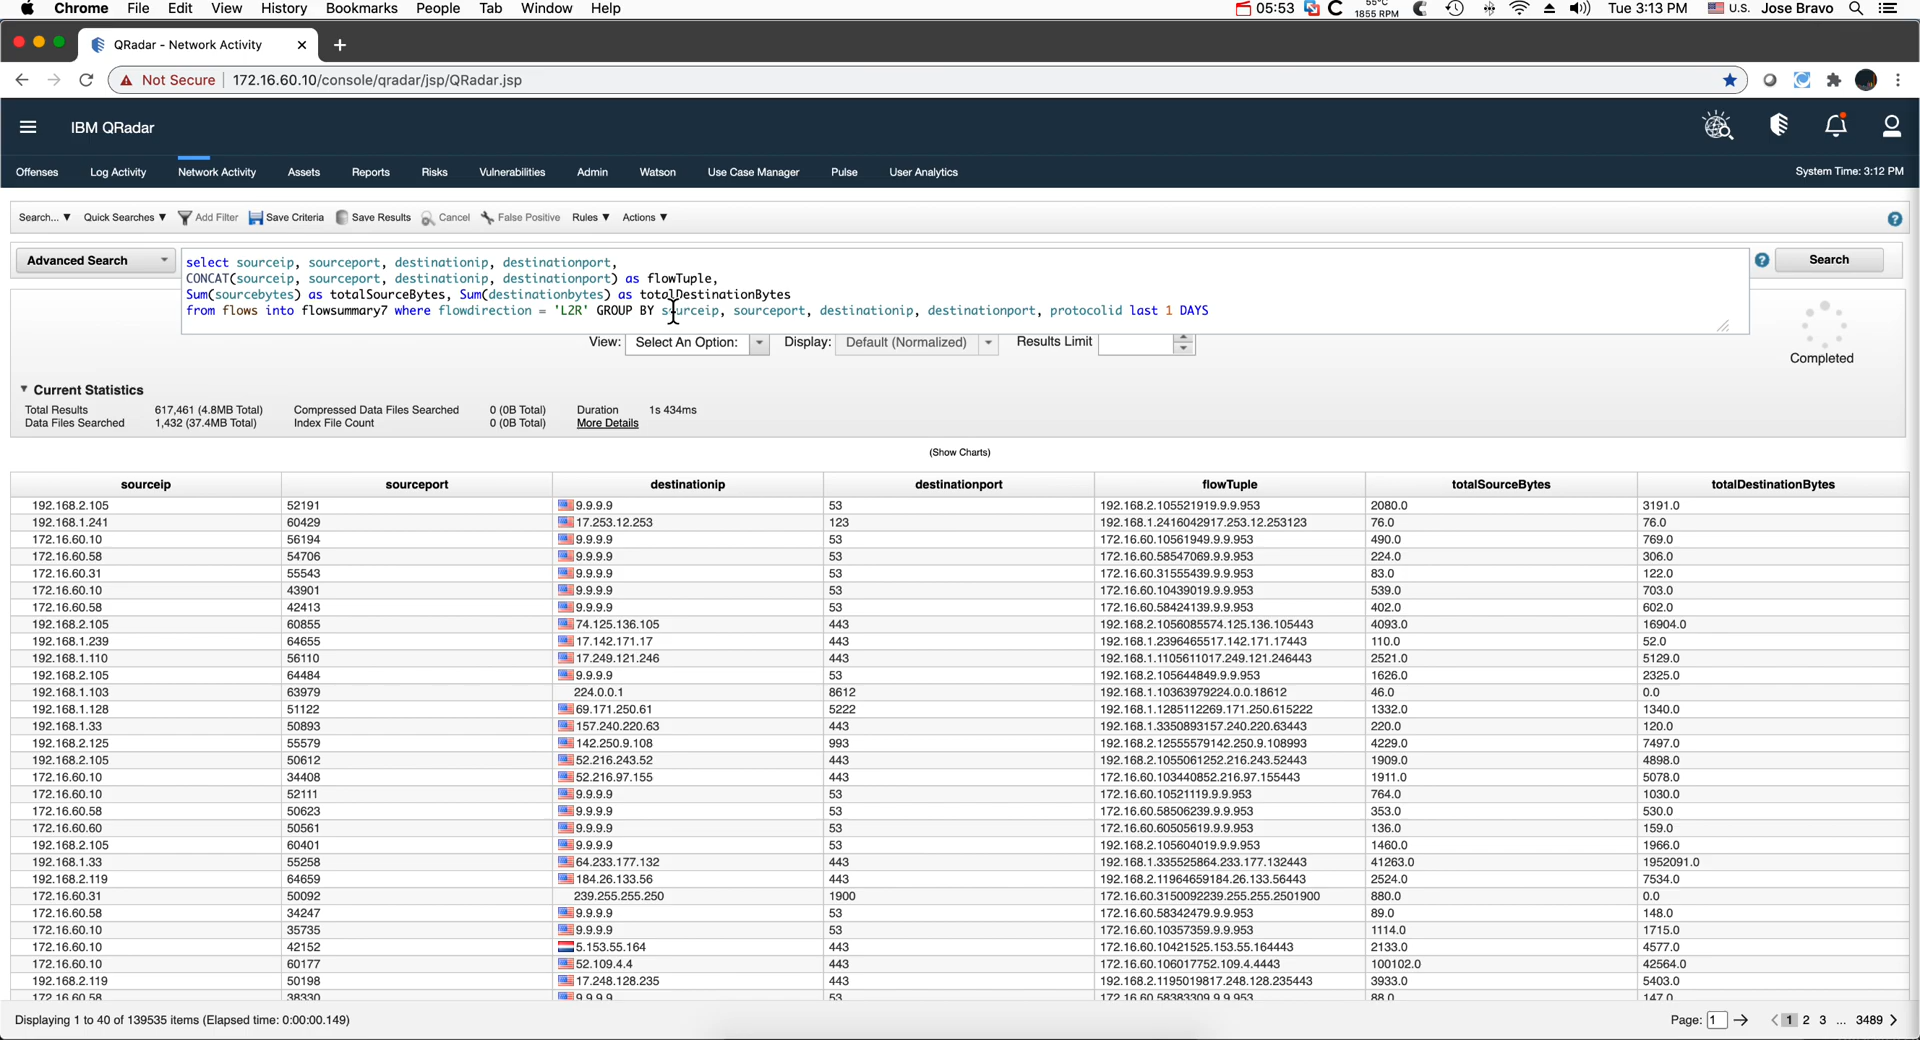 Chrome File Edit View History Bookmarks People Tab Window Help 05:53 55°C 1855 RPM Tue 3:13 PM U.S. Jose Bravo
QRadar - Network Activity
Not Secure 172.16.60.10/console/qradar/jsp/QRadar.jsp
IBM QRadar
Offenses Log Activity Network Activity Assets Reports Risks Vulnerabilities Admin Watson Use Case Manager Pulse User Analytics System Time: 3:12 PM
Search... ▼ Quick Searches ▼ Add Filter Save Criteria Save Results Cancel False Positive Rules ▼ Actions ▼
Advanced Search
select sourceip, sourceport, destinationip, destinationport,
CONCAT(sourceip, sourceport, destinationip, destinationport) as flowTuple,
Sum(sourcebytes) as totalSourceBytes, Sum(destinationbytes) as totalDestinationBytes
from flows into flowsummary7 where flowdirection = 'L2R' GROUP BY sourceip, sourceport, destinationip, destinationport, protocolid last 1 DAYS
Search
View: Select An Option: Display: Default (Normalized) Results Limit
Completed
Current Statistics
Total Results 617,461 (4.8MB Total) Compressed Data Files Searched 0 (0B Total) Duration 1s 434ms
Data Files Searched 1,432 (37.4MB Total) Index File Count 0 (0B Total) More Details
(Show Charts)
sourceip sourceport destinationip destinationport flowTuple totalSourceBytes totalDestinationBytes
192.168.2.105 52191 9.9.9.9 53 192.168.2.105521919.9.9.953 2080.0 3191.0
192.168.1.241 60429 17.253.12.253 123 192.168.1.2416042917.253.12.253123 76.0 76.0
172.16.60.10 56194 9.9.9.9 53 172.16.60.10561949.9.9.953 490.0 769.0
172.16.60.58 54706 9.9.9.9 53 172.16.60.58547069.9.9.953 224.0 306.0
172.16.60.31 55543 9.9.9.9 53 172.16.60.31555439.9.9.953 83.0 122.0
172.16.60.10 43901 9.9.9.9 53 172.16.60.10439019.9.9.953 539.0 703.0
172.16.60.58 42413 9.9.9.9 53 172.16.60.58424139.9.9.953 402.0 602.0
192.168.2.105 60855 74.125.136.105 443 192.168.2.1056085574.125.136.105443 4093.0 16904.0
192.168.1.239 64655 17.142.171.17 443 192.168.1.2396465517.142.171.17443 110.0 52.0
192.168.1.110 56110 17.249.121.246 443 192.168.1.1105611017.249.121.246443 2521.0 5129.0
192.168.2.105 64484 9.9.9.9 53 192.168.2.105644849.9.9.953 1626.0 2325.0
192.168.1.103 63979 224.0.0.1 8612 192.168.1.10363979224.0.0.18612 46.0 0.0
192.168.1.128 51122 69.171.250.61 5222 192.168.1.1285112269.171.250.615222 1332.0 1340.0
192.168.1.33 50893 157.240.220.63 443 192.168.1.3350893157.240.220.63443 220.0 120.0
192.168.2.125 55579 142.250.9.108 993 192.168.2.12555579142.250.9.108993 4229.0 7497.0
192.168.2.105 50612 52.216.243.52 443 192.168.2.1055061252.216.243.52443 1909.0 4898.0
172.16.60.10 34408 52.216.97.155 443 172.16.60.103440852.216.97.155443 1911.0 5078.0
172.16.60.10 52111 9.9.9.9 53 172.16.60.10521119.9.9.953 764.0 1030.0
172.16.60.58 50623 9.9.9.9 53 172.16.60.58506239.9.9.953 353.0 530.0
172.16.60.60 50561 9.9.9.9 53 172.16.60.60505619.9.9.953 136.0 159.0
192.168.2.105 60401 9.9.9.9 53 192.168.2.105604019.9.9.953 1460.0 1966.0
192.168.1.33 55258 64.233.177.132 443 192.168.1.335525864.233.177.132443 41263.0 1952091.0
192.168.2.119 64659 184.26.133.56 443 192.168.2.11964659184.26.133.56443 2524.0 7534.0
172.16.60.31 50092 239.255.255.250 1900 172.16.60.3150092239.255.255.2501900 880.0 0.0
172.16.60.58 34247 9.9.9.9 53 172.16.60.58342479.9.9.953 89.0 148.0
172.16.60.10 35735 9.9.9.9 53 172.16.60.10357359.9.9.953 1114.0 1715.0
172.16.60.10 42152 5.153.55.164 443 172.16.60.10421525.153.55.164443 2133.0 4577.0
172.16.60.10 60177 52.109.4.4 443 172.16.60.106017752.109.4.4443 100102.0 42564.0
192.168.2.119 50198 17.248.128.235 443 192.168.2.1195019817.248.128.235443 3933.0 5403.0
172.16.60.58 38330 9.9.9.9 53 172.16.60.58383309.9.9.953 88.0 147.0
Displaying 1 to 40 of 139535 items (Elapsed time: 0:00:00.149) Page: 1 1 2 3 ... 3489